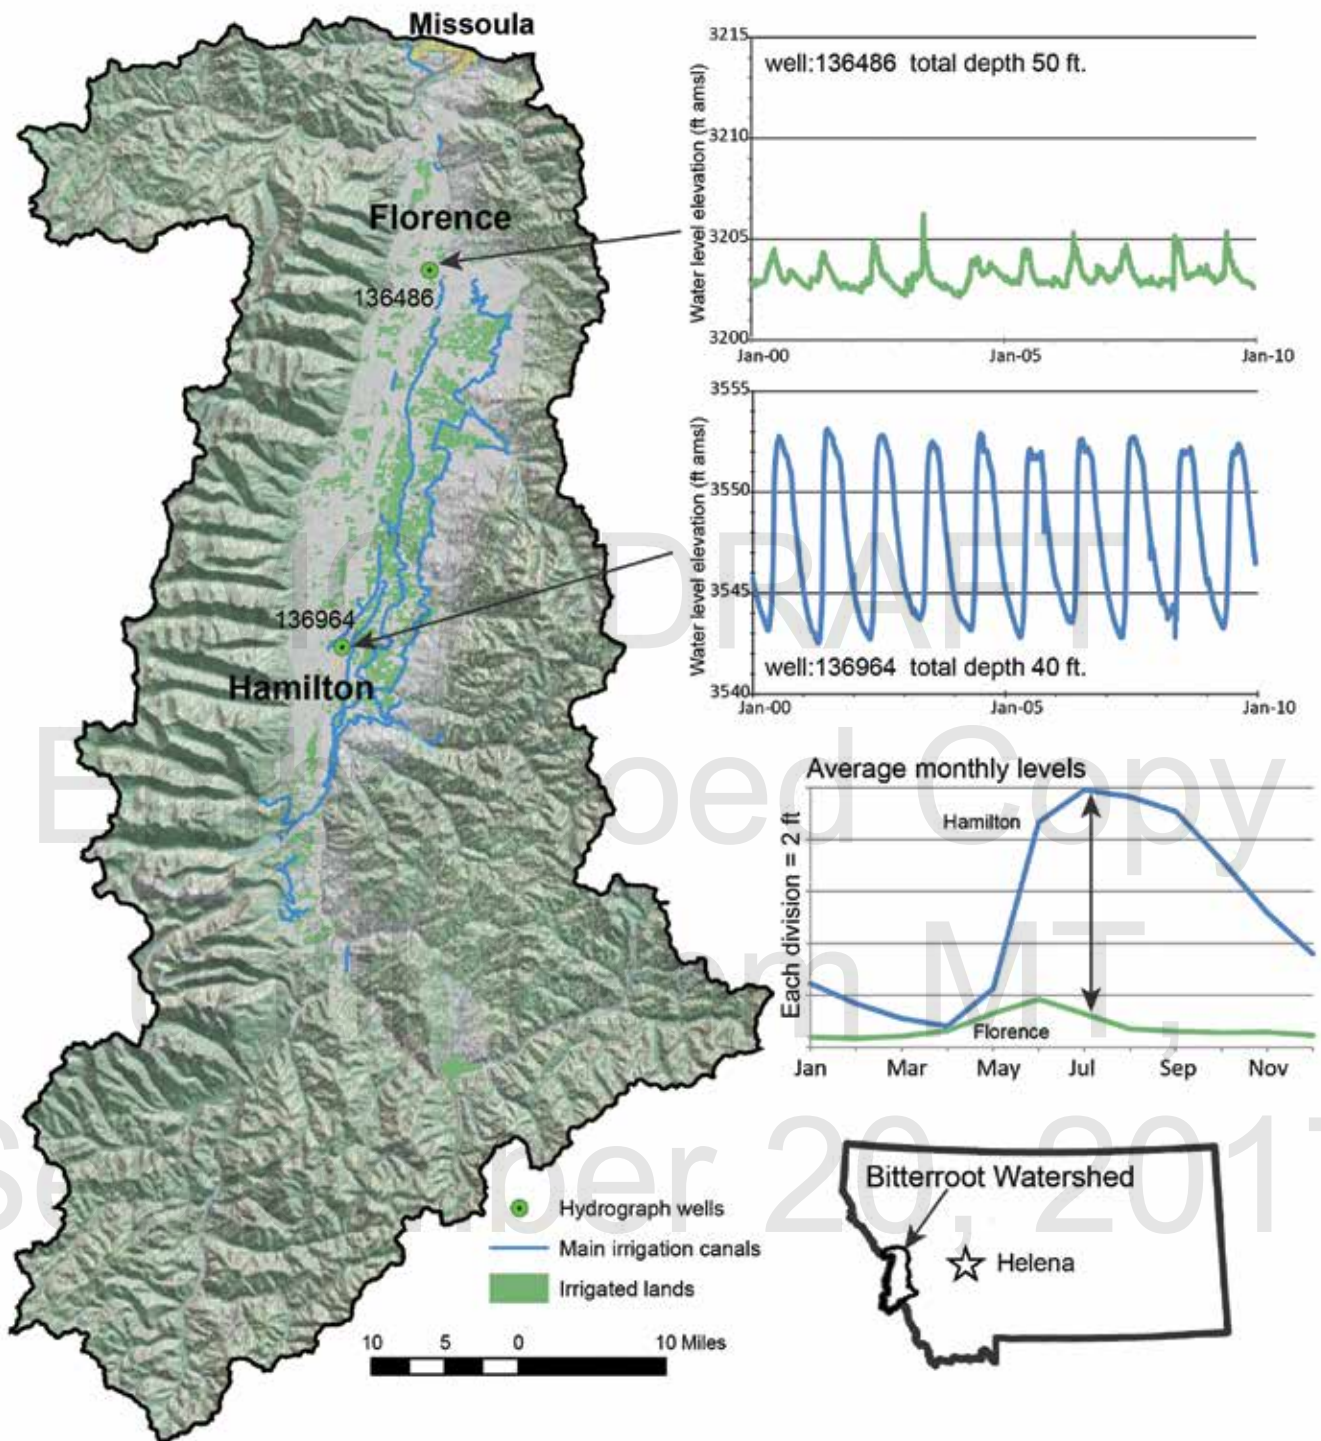 Missoula
Florence
136486
136964
Hamilton
Hydrograph wells
Main irrigation canals
Irrigated lands
10 5 0 10 Miles
Water level elevation (ft amsl)
3215
3210
3205
3200
well:136486 total depth 50 ft.
Jan-00 Jan-05 Jan-10
Water level elevation (ft amsl)
3555
3550
3545
3540
well:136964 total depth 40 ft.
Jan-00 Jan-05 Jan-10
Average monthly levels
Each division = 2 ft
Hamilton
Florence
Jan Mar May Jul Sep Nov
Bitterroot Watershed
Helena
DRAFT
Copy
MT,
20, 2017